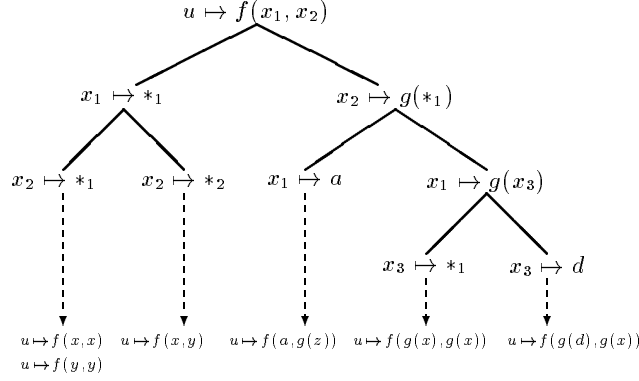 u ↦ f(x₁, x₂)
x₁ ↦ *₁ x₂ ↦ g(*₁)
x₂ ↦ *₁ x₂ ↦ *₂ x₁ ↦ a x₁ ↦ g(x₃)
x₃ ↦ *₁ x₃ ↦ d
u↦f(x,x) u↦f(x,y) u↦f(a,g(z)) u↦f(g(x),g(x)) u↦f(g(d),g(x))
u↦f(y,y)